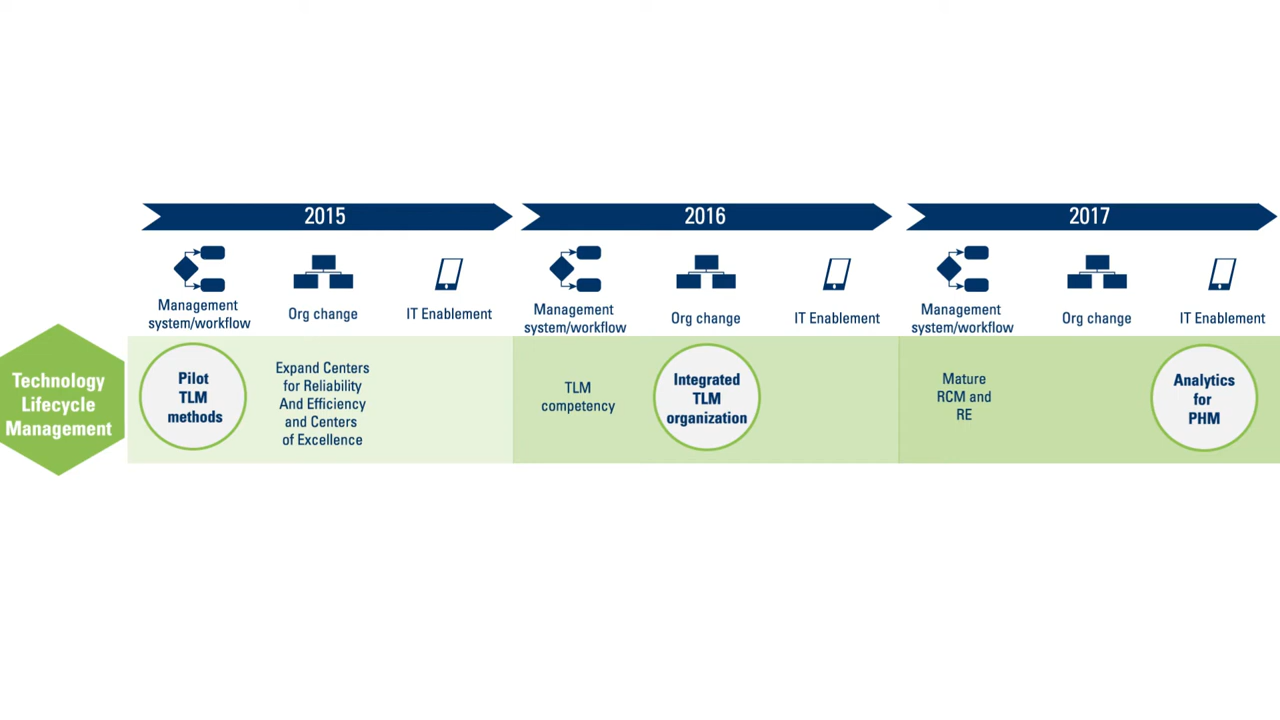 2015
2016
2017
Management
system/workflow
Org change
IT Enablement
Management
system/workflow
Org change
IT Enablement
Management
system/workflow
Org change
IT Enablement
Technology
Lifecycle
Management
Pilot
TLM
methods
Expand Centers
for Reliability
And Efficiency
and Centers
of Excellence
TLM
competency
Integrated
TLM
organization
Mature
RCM and
RE
Analytics
for
PHM